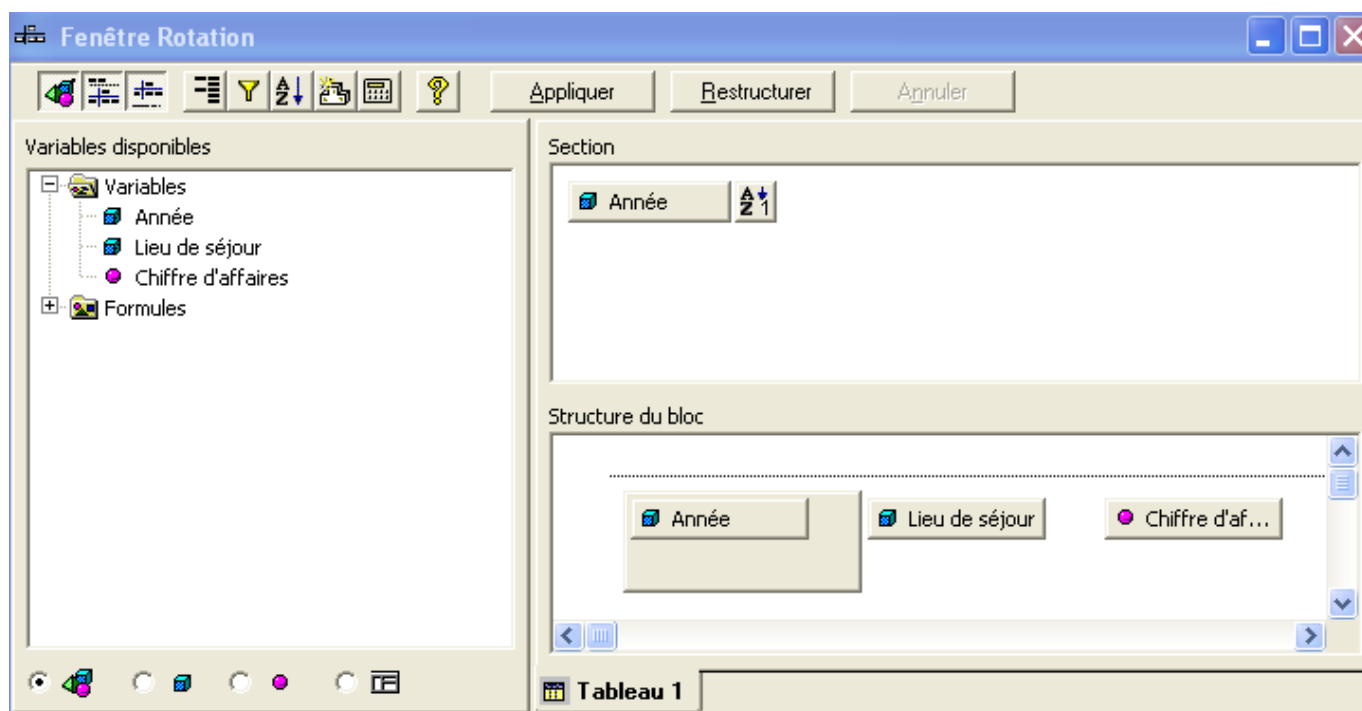 Fenêtre Rotation
Appliquer Restructurer Annuler
Variables disponibles
Variables
Année
Lieu de séjour
Chiffre d'affaires
Formules
Section
Année
Structure du bloc
Année Lieu de séjour Chiffre d'af...
Tableau 1